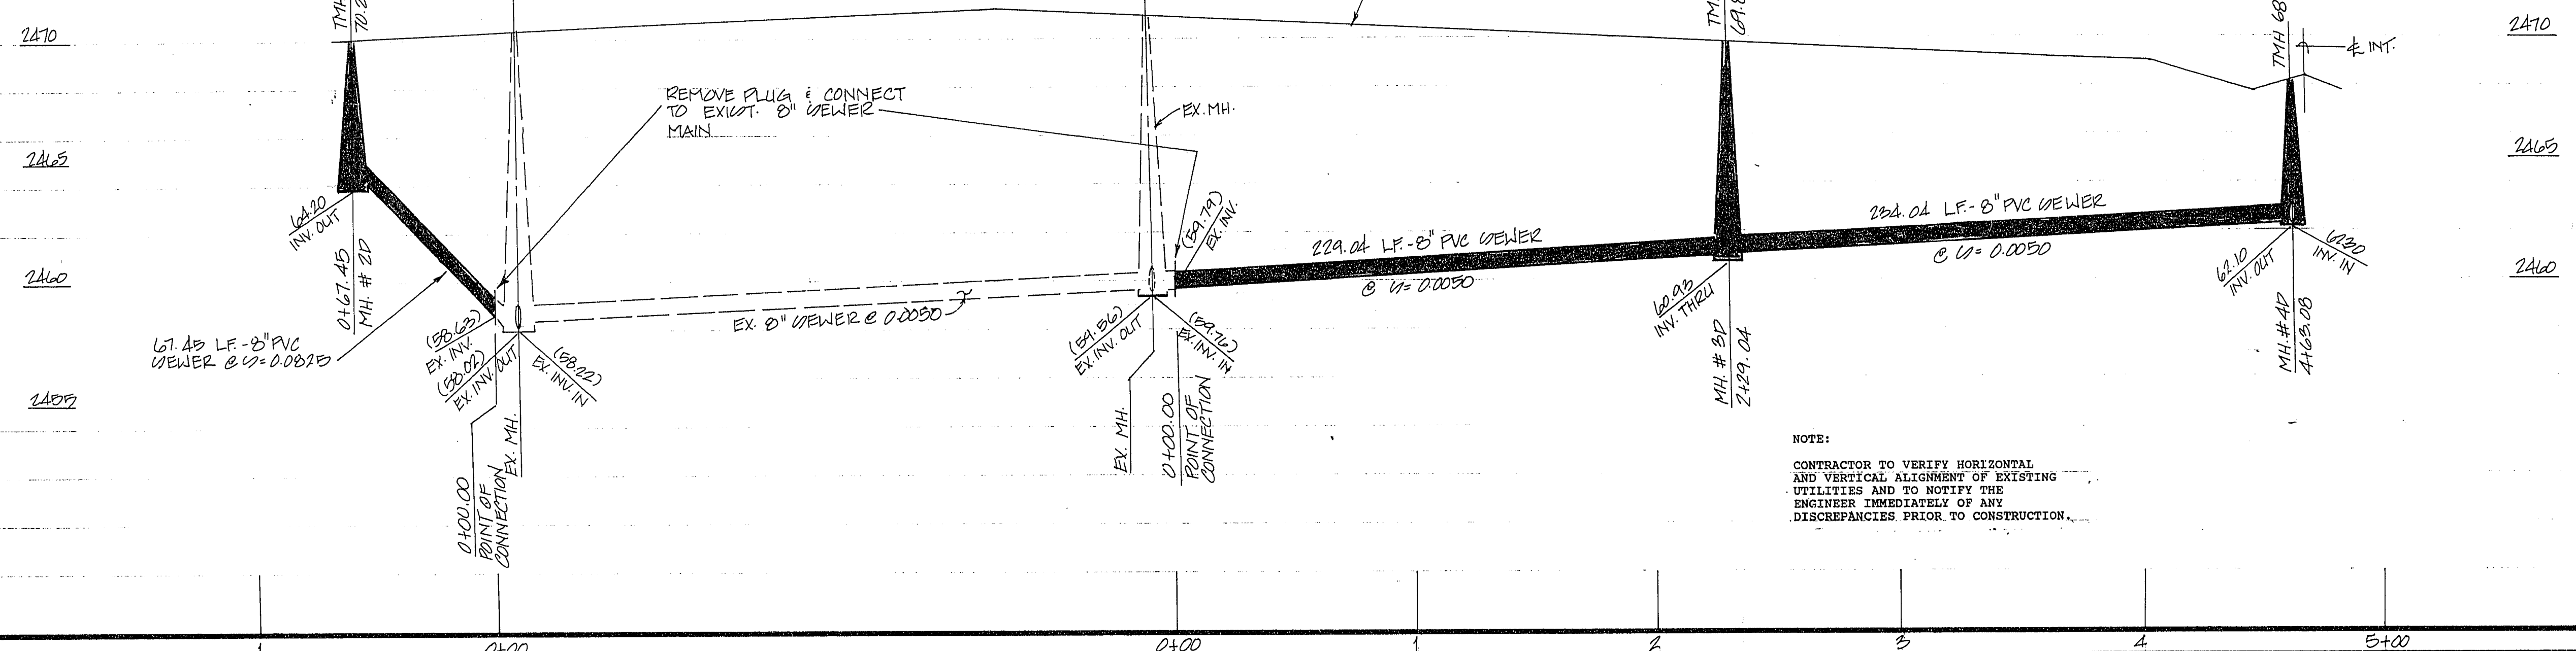 2470
TMH
70.2
TM
69.8
TMH 68
℄ INT.
2470
REMOVE PLUG & CONNECT
TO EXIST. 8" SEWER
MAIN
EX. MH.
2465
2465
64.20
INV. OUT
0+67.45
MH. # 2D
(59.79)
EX. INV.
229.04 LF.-8" PVC SEWER
@ S= 0.0050
234.04 LF.-8" PVC SEWER
@ S= 0.0050
2460
2460
EX. 8" SEWER @ 0.0050
67.45 LF.-8" PVC
SEWER @ S= 0.0825
(58.63)
EX. INV.
(58.02)
EX. INV. OUT
(58.22)
EX. INV. IN
(59.56)
EX. INV. OUT
(59.76)
EX. INV. IN
60.93
INV. THRU
62.10
INV. OUT
62.30
INV. IN
2455
0+00.00
POINT OF
CONNECTION
EX. MH.
EX. MH.
0+00.00
POINT OF
CONNECTION
MH. # 3D
2+29.04
MH. # 4D
4+63.08
NOTE:
CONTRACTOR TO VERIFY HORIZONTAL
AND VERTICAL ALIGNMENT OF EXISTING
UTILITIES AND TO NOTIFY THE
ENGINEER IMMEDIATELY OF ANY
DISCREPANCIES PRIOR TO CONSTRUCTION.
1 0+00 0+00 1 2 3 4 5+00